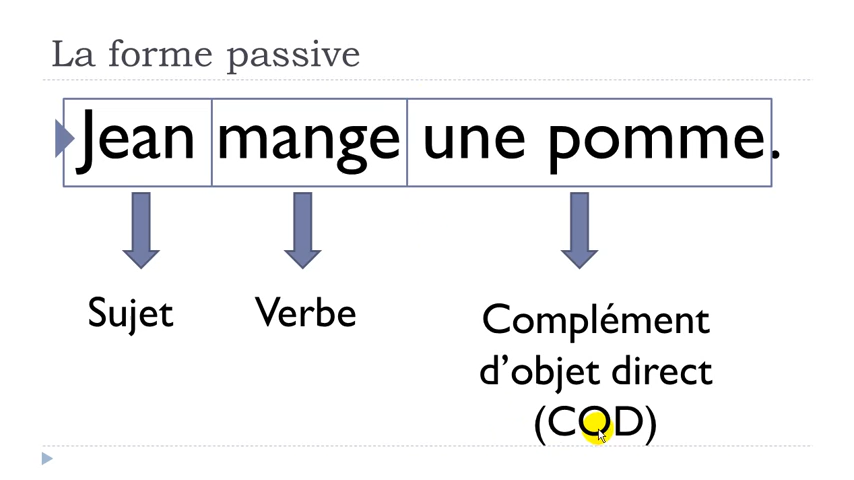 La forme passive
Jean mange une pomme.
Sujet
Verbe
Complément
d’objet direct
(COD)